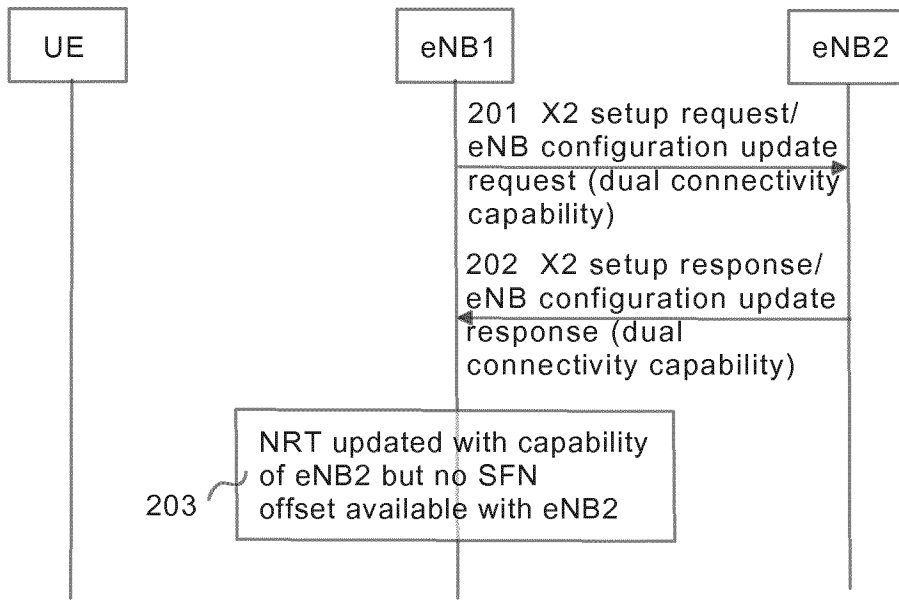 UE
eNB1
eNB2
201 X2 setup request/
eNB configuration update
request (dual connectivity
capability)
202 X2 setup response/
eNB configuration update
response (dual
connectivity capability)
NRT updated with capability
of eNB2 but no SFN
offset available with eNB2
203